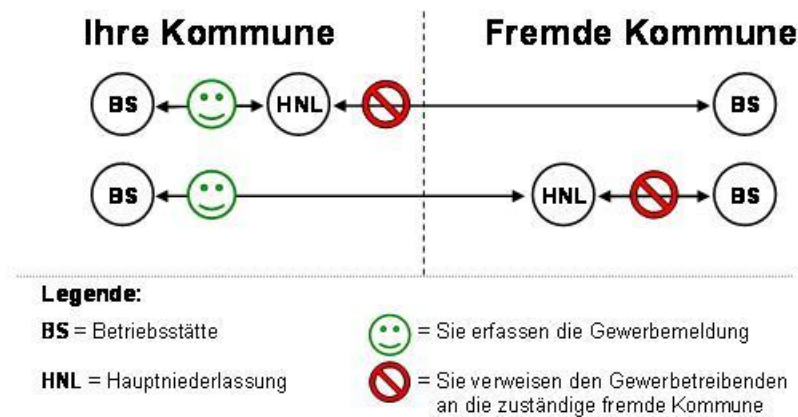 Ihre Kommune
Fremde Kommune
BS
HNL
BS
BS
HNL
BS
Legende:
BS = Betriebsstätte
= Sie erfassen die Gewerbemeldung
HNL = Hauptniederlassung
= Sie verweisen den Gewerbetreibenden
an die zuständige fremde Kommune